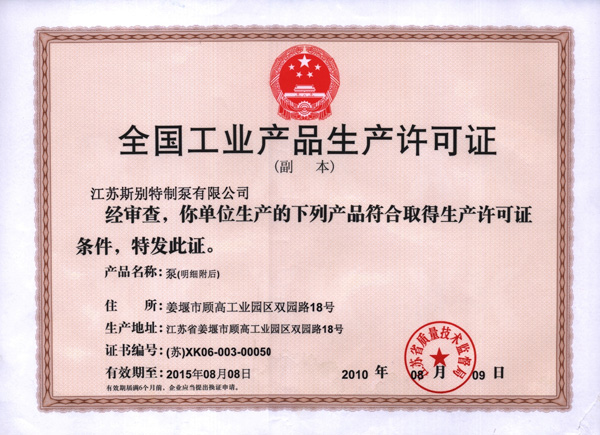 全国工业产品生产许可证
(副 本)
江苏斯别特制泵有限公司
经审查，你单位生产的下列产品符合取得生产许可证
条件，特发此证。
产品名称: 泵(明细附后)
住 所: 姜堰市顾高工业园区双园路18号
生产地址: 江苏省姜堰市顾高工业园区双园路18号
证书编号: (苏)XK06-003-00050
有效期至: 2015年08月08日
2010 年 08 月 09 日
有效期届满6个月前，企业应当提出换证申请。
江苏省质量技术监督局